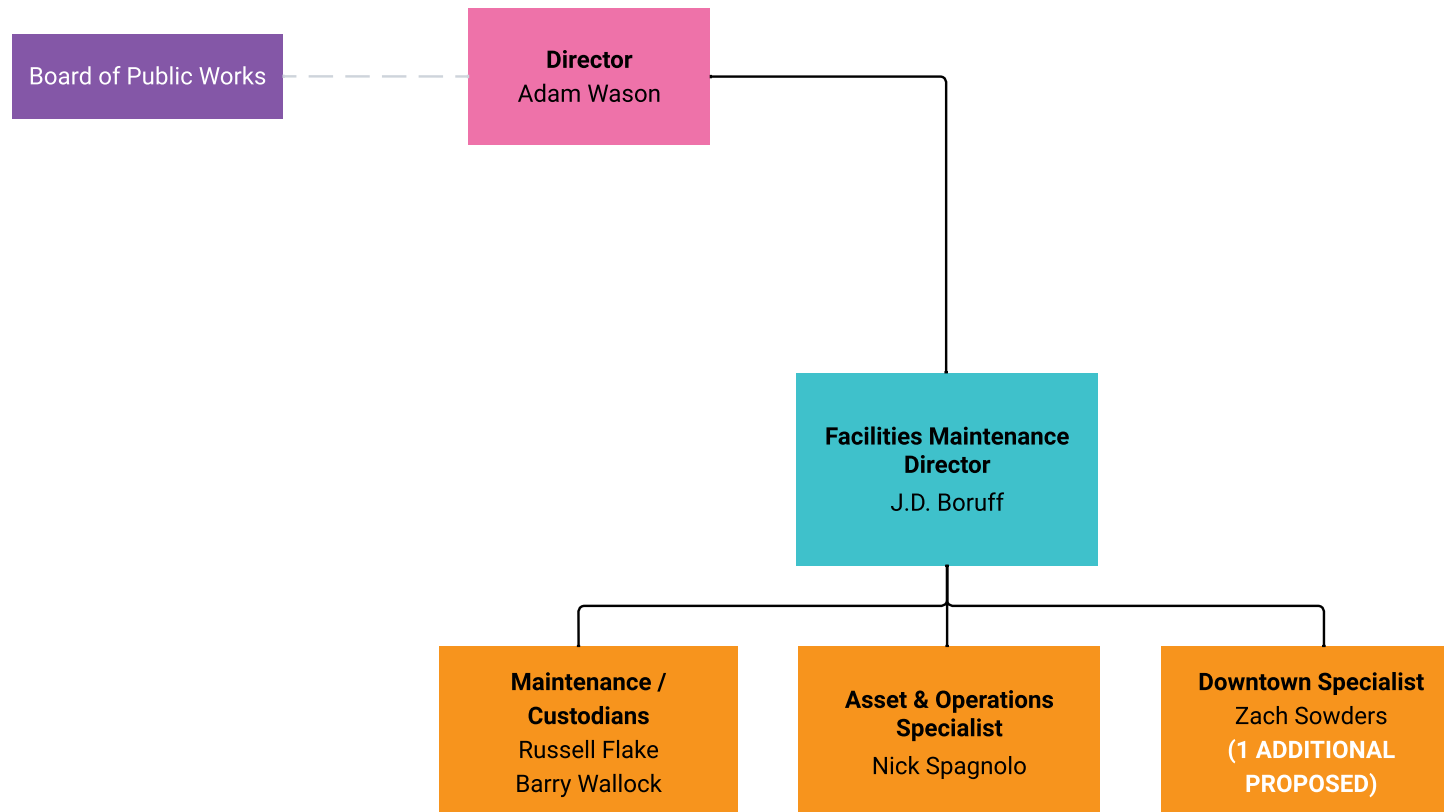 Board of Public Works
Director
Adam Wason
Facilities Maintenance
Director
J.D. Boruff
Maintenance /
Custodians
Russell Flake
Barry Wallock
Asset & Operations
Specialist
Nick Spagnolo
Downtown Specialist
Zach Sowders
(1 ADDITIONAL
PROPOSED)